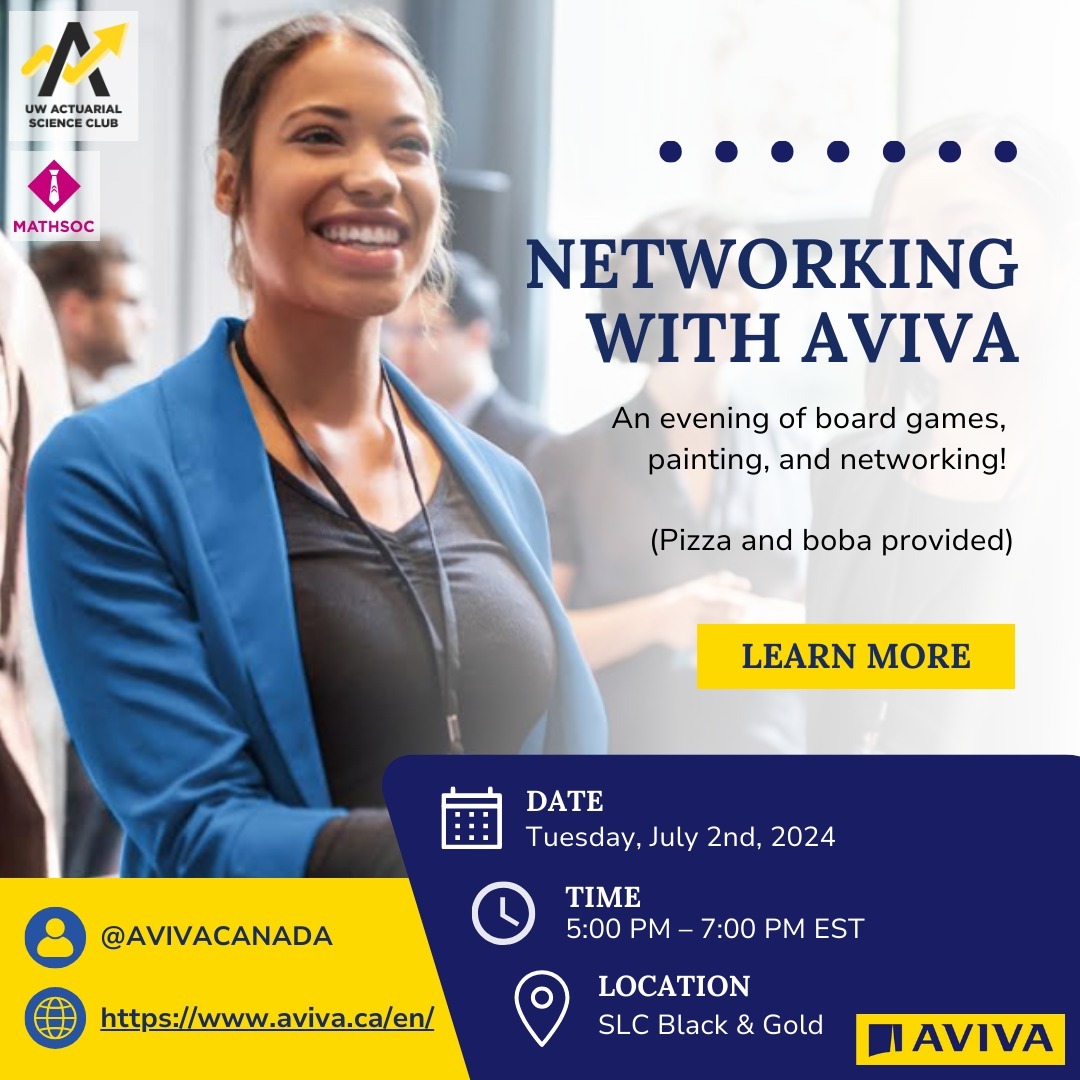 UW ACTUARIAL
SCIENCE CLUB
MATHSOC
NETWORKING
WITH AVIVA
An evening of board games,
painting, and networking!
(Pizza and boba provided)
LEARN MORE
DATE
Tuesday, July 2nd, 2024
TIME
5:00 PM – 7:00 PM EST
LOCATION
SLC Black & Gold
@AVIVACANADA
https://www.aviva.ca/en/
AVIVA